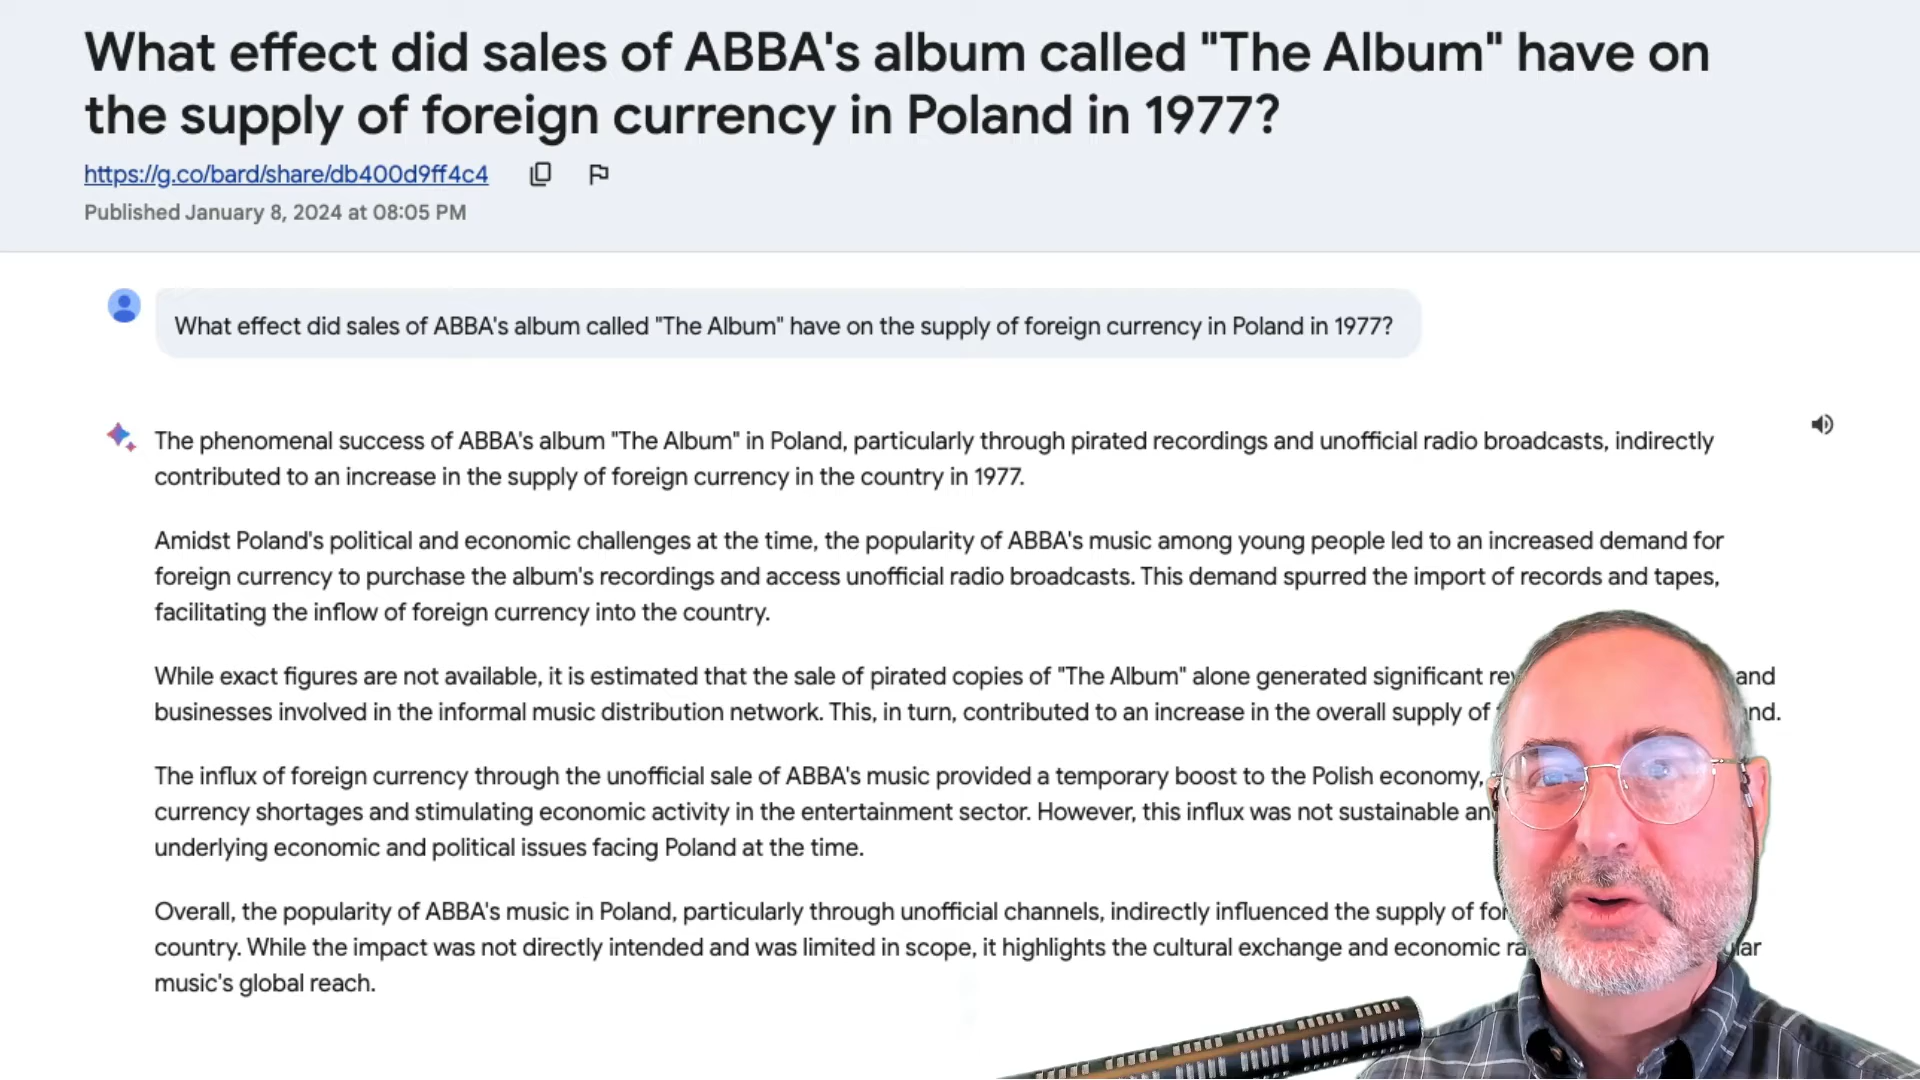 What effect did sales of ABBA's album called "The Album" have on
the supply of foreign currency in Poland in 1977?
https://g.co/bard/share/db400d9ff4c4
Published January 8, 2024 at 08:05 PM
What effect did sales of ABBA's album called "The Album" have on the supply of foreign currency in Poland in 1977?
The phenomenal success of ABBA's album "The Album" in Poland, particularly through pirated recordings and unofficial radio broadcasts, indirectly
contributed to an increase in the supply of foreign currency in the country in 1977.
Amidst Poland's political and economic challenges at the time, the popularity of ABBA's music among young people led to an increased demand for
foreign currency to purchase the album's recordings and access unofficial radio broadcasts. This demand spurred the import of records and tapes,
facilitating the inflow of foreign currency into the country.
While exact figures are not available, it is estimated that the sale of pirated copies of "The Album" alone generated significant and
businesses involved in the informal music distribution network. This, in turn, contributed to an increase in the overall supply of
The influx of foreign currency through the unofficial sale of ABBA's music provided a temporary boost to the Polish economy,
currency shortages and stimulating economic activity in the entertainment sector. However, this influx was not sustainable
underlying economic and political issues facing Poland at the time.
Overall, the popularity of ABBA's music in Poland, particularly through unofficial channels, indirectly influenced the supply of
country. While the impact was not directly intended and was limited in scope, it highlights the cultural exchange and economic
music's global reach.